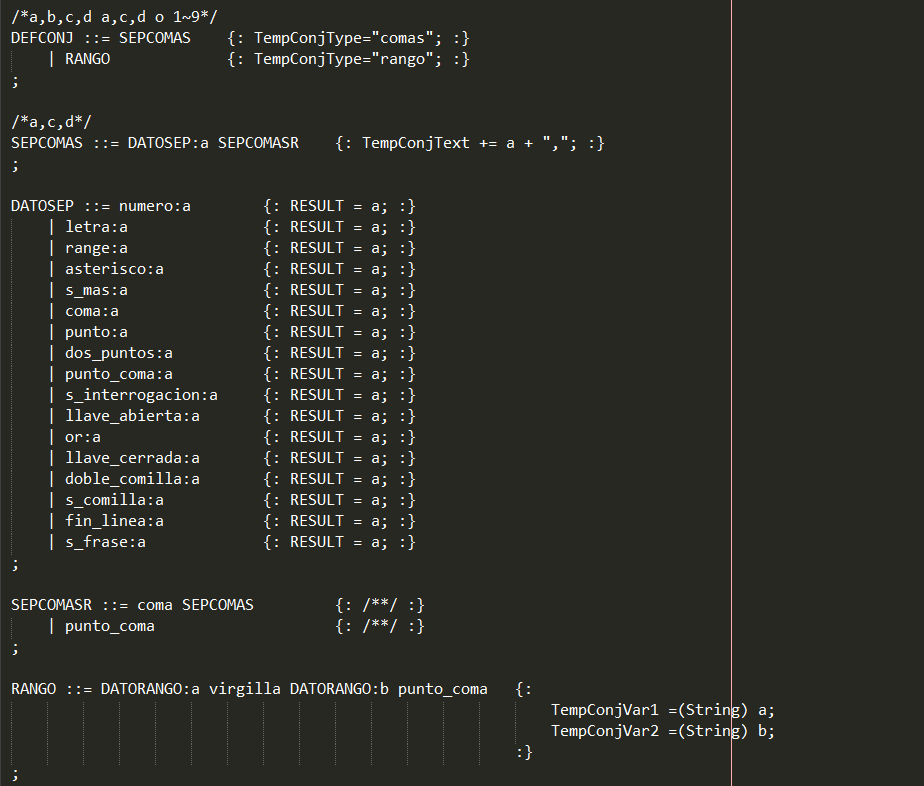 /*a,b,c,d a,c,d o 1~9*/
DEFCONJ ::= SEPCOMAS    {: TempConjType="comas"; :}
    | RANGO             {: TempConjType="rango"; :}
;

/*a,c,d*/
SEPCOMAS ::= DATOSEP:a SEPCOMASR    {: TempConjText += a + ","; :}
;

DATOSEP ::= numero:a        {: RESULT = a; :}
    | letra:a               {: RESULT = a; :}
    | range:a               {: RESULT = a; :}
    | asterisco:a           {: RESULT = a; :}
    | s_mas:a               {: RESULT = a; :}
    | coma:a                {: RESULT = a; :}
    | punto:a               {: RESULT = a; :}
    | dos_puntos:a          {: RESULT = a; :}
    | punto_coma:a          {: RESULT = a; :}
    | s_interrogacion:a     {: RESULT = a; :}
    | llave_abierta:a       {: RESULT = a; :}
    | or:a                  {: RESULT = a; :}
    | llave_cerrada:a       {: RESULT = a; :}
    | doble_comilla:a       {: RESULT = a; :}
    | s_comilla:a           {: RESULT = a; :}
    | fin_linea:a           {: RESULT = a; :}
    | s_frase:a             {: RESULT = a; :}
;

SEPCOMASR ::= coma SEPCOMAS         {: /**/ :}
    | punto_coma                    {: /**/ :}
;

RANGO ::= DATORANGO:a virgilla DATORANGO:b punto_coma   {:
                                                            TempConjVar1 =(String) a;
                                                            TempConjVar2 =(String) b;
                                                        :}
;